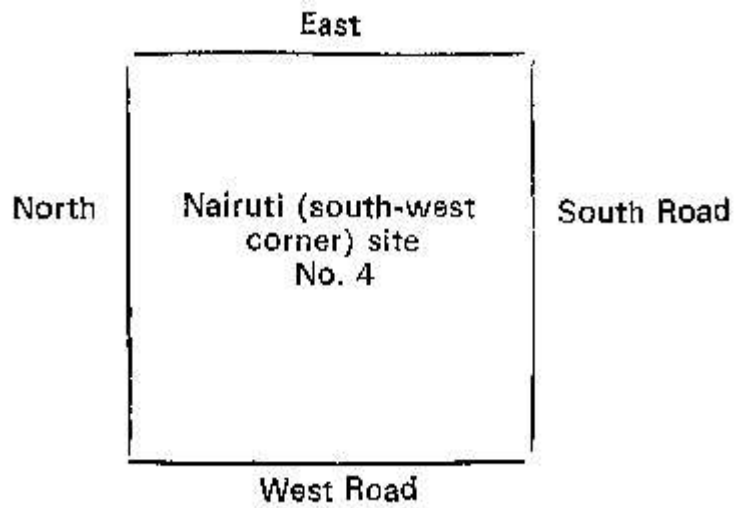 East
North
Nairuti (south-west
corner) site
No. 4
South Road
West Road